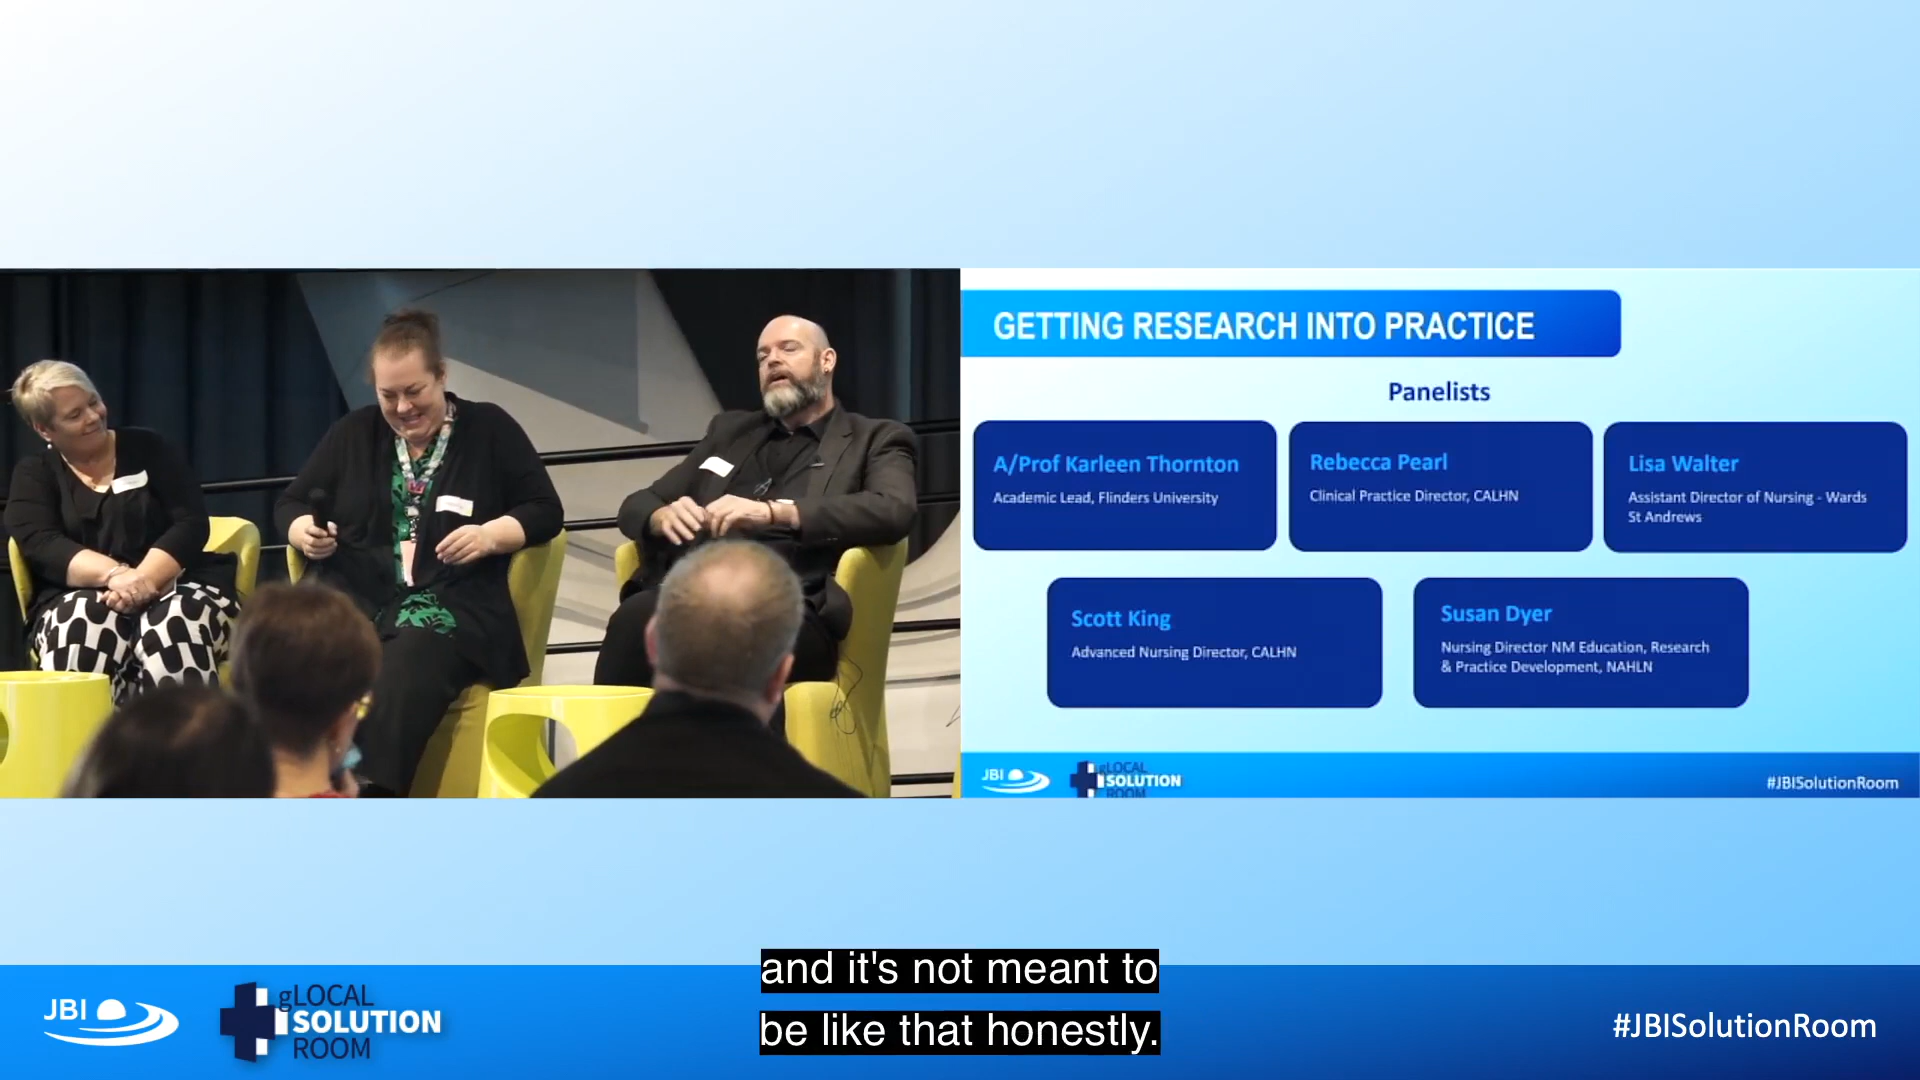 GETTING RESEARCH INTO PRACTICE
Panelists
A/Prof Karleen Thornton
Academic Lead, Flinders University
Rebecca Pearl
Clinical Practice Director, CALHN
Lisa Walter
Assistant Director of Nursing - Wards
St Andrews
Scott King
Advanced Nursing Director, CALHN
Susan Dyer
Nursing Director NM Education, Research
& Practice Development, NAHLN
JBI
gLOCAL
SOLUTION
ROOM
#JBISolutionRoom
and it's not meant to
be like that honestly.
JBI
gLOCAL
SOLUTION
ROOM
#JBISolutionRoom